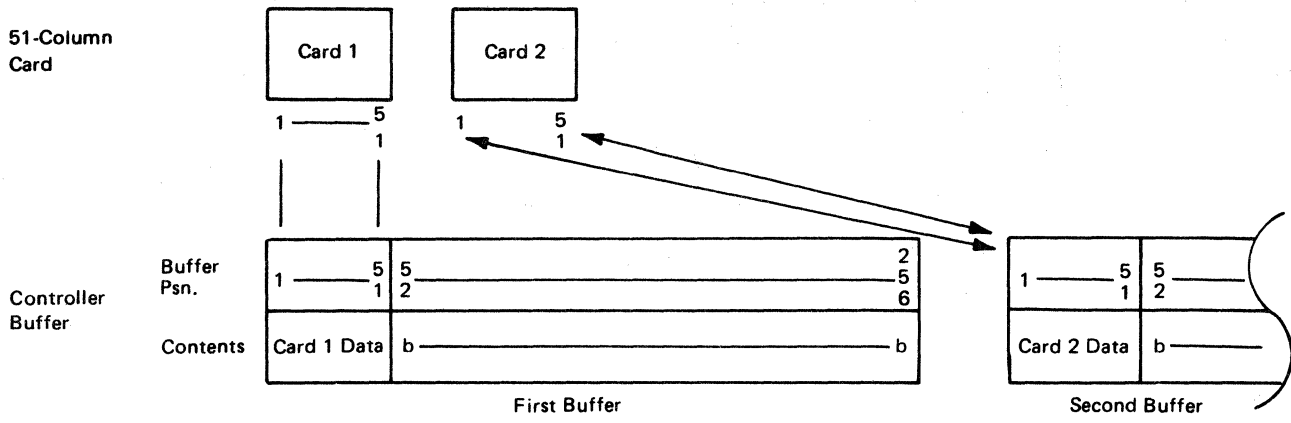 51-Column
Card
Card 1
Card 2
1 5
1
1 5
1
Controller
Buffer
Buffer
Psn.
1 5 5 2
1 2 5
6
1 5 5
1 2
Contents
Card 1 Data b b
Card 2 Data b
First Buffer
Second Buffer